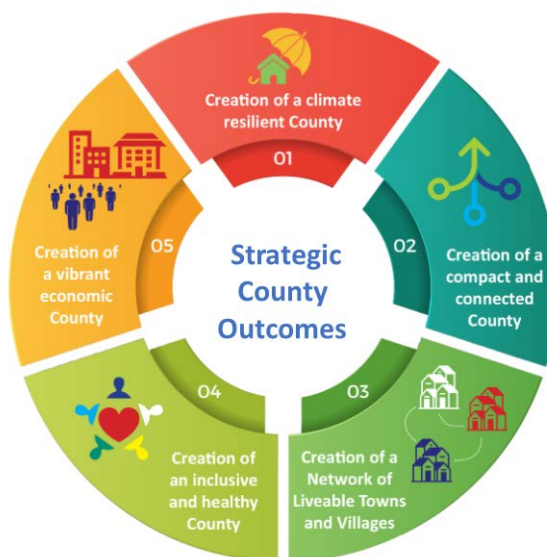 Creation of a climate
resilient County
01
02
Creation of a
compact and
connected
County
03
Creation of a
Network of
Liveable Towns
and Villages
04
Creation of
an inclusive
and healthy
County
05
Creation of
a vibrant
economic
County
Strategic
County
Outcomes